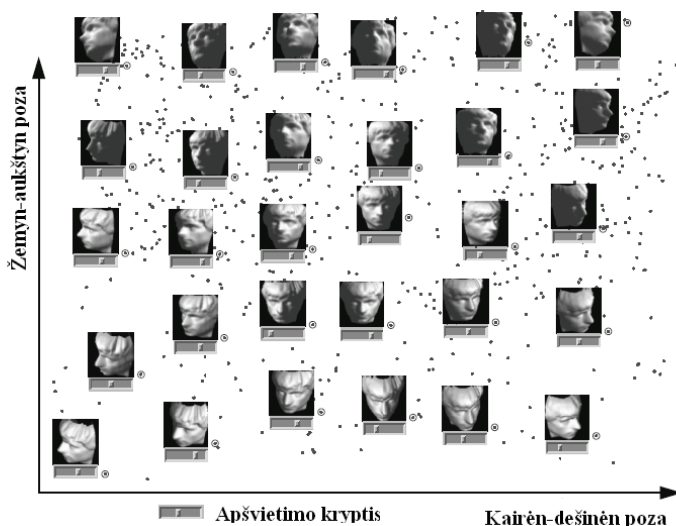 Žemyn-aukštyn poza
Apšvietimo kryptis
Kairėn-dešinėn poza